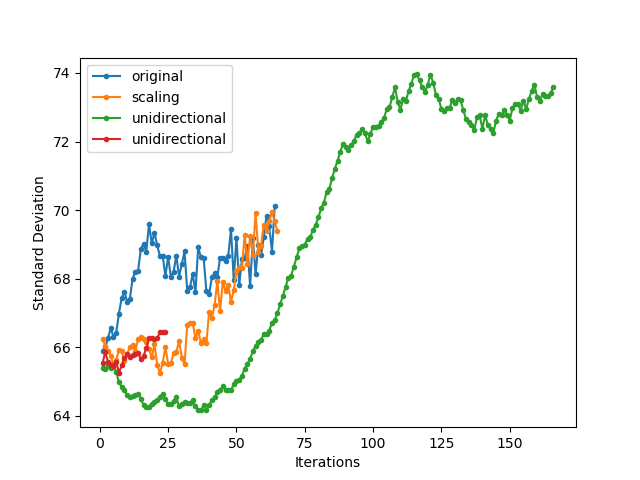 original
scaling
unidirectional
unidirectional
74
72
70
68
66
64
Standard Deviation
0 25 50 75 100 125 150
Iterations